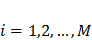 i = 1,2, ..., M